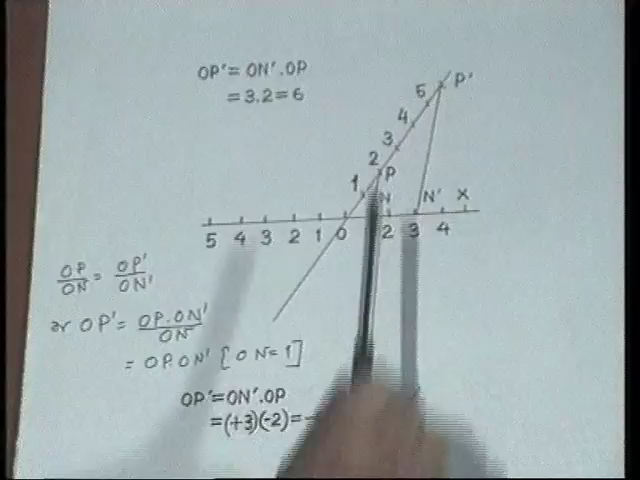 OP' = ON'.OP
= 3.2 = 6
P'
5
4
3
2
P
1
N
N'
X
5 4 3 2 1 0 2 3 4
OP/ON = OP'/ON'
or OP' = OP.ON'/ON
= OP.ON' [ON=1]
OP' = ON'.OP
= (+3)(-2) = -